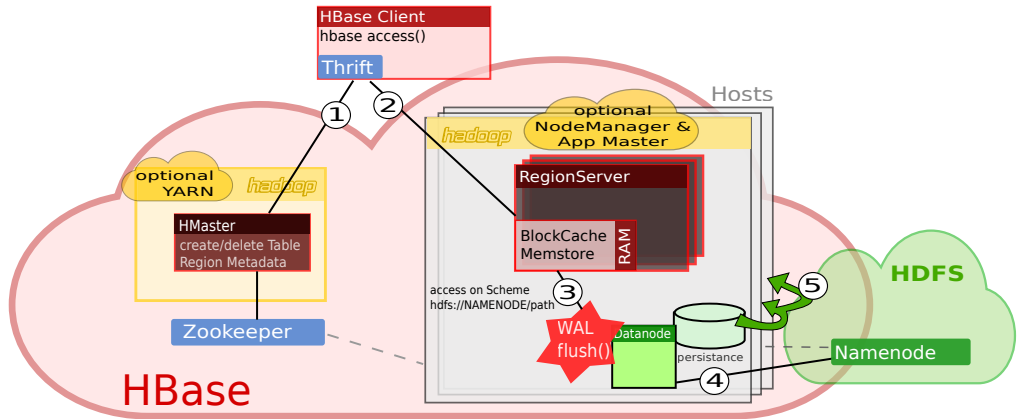 HBase Client
hbase access()
Thrift
1
2
Hosts
optional
NodeManager &
App Master
hadoop
optional
YARN
hadoop
RegionServer
HMaster
create/delete Table
Region Metadata
BlockCache
Memstore
RAM
access on Scheme
hdfs://NAMENODE/path
3
5
HDFS
Zookeeper
WAL
flush()
Datanode
persistance
Namenode
4
HBase